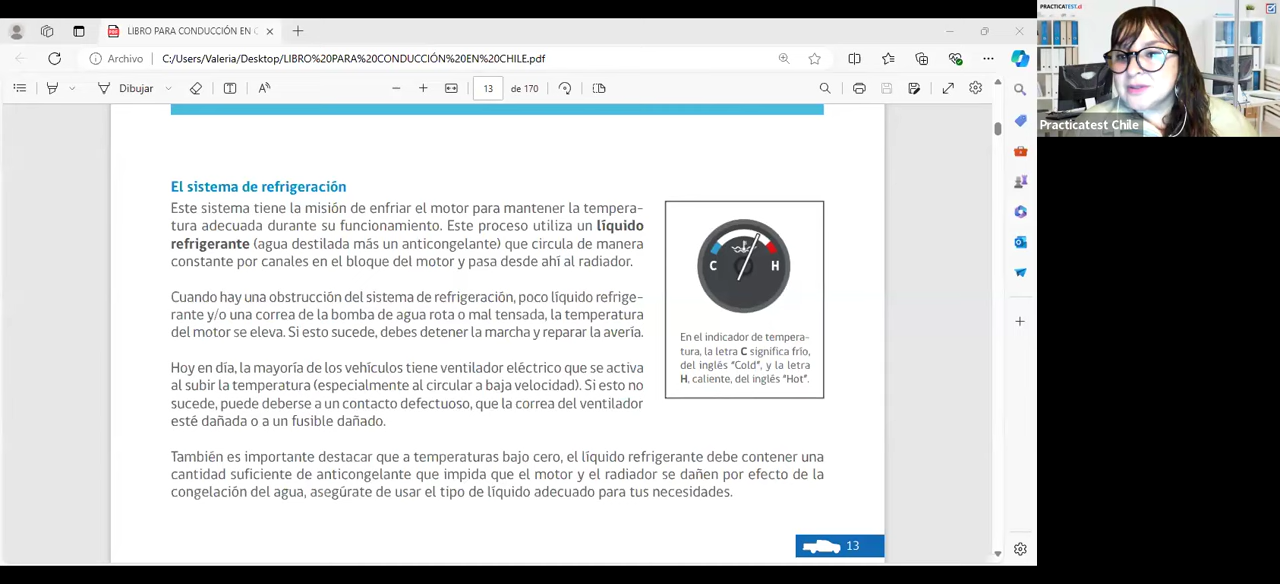 LIBRO PARA CONDUCCIÓN EN C
Archivo
C:/Users/Valeria/Desktop/LIBRO%20PARA%20CONDUCCIÓN%20EN%20CHILE.pdf
Dibujar
13
de 170
El sistema de refrigeración
Este sistema tiene la misión de enfriar el motor para mantener la tempera-
tura adecuada durante su funcionamiento. Este proceso utiliza un líquido
refrigerante (agua destilada más un anticongelante) que circula de manera
constante por canales en el bloque del motor y pasa desde ahí al radiador.
Cuando hay una obstrucción del sistema de refrigeración, poco líquido refrige-
rante y/o una correa de la bomba de agua rota o mal tensada, la temperatura
del motor se eleva. Si esto sucede, debes detener la marcha y reparar la avería.
Hoy en día, la mayoría de los vehículos tiene ventilador eléctrico que se activa
al subir la temperatura (especialmente al circular a baja velocidad). Si esto no
sucede, puede deberse a un contacto defectuoso, que la correa del ventilador
esté dañada o a un fusible dañado.
También es importante destacar que a temperaturas bajo cero, el líquido refrigerante debe contener una
cantidad suficiente de anticongelante que impida que el motor y el radiador se dañen por efecto de la
congelación del agua, asegúrate de usar el tipo de líquido adecuado para tus necesidades.
C
H
En el indicador de tempera-
tura, la letra C significa frío,
del inglés “Cold”, y la letra
H, caliente, del inglés “Hot”.
13
PRACTICATEST.cl
Practicatest Chile